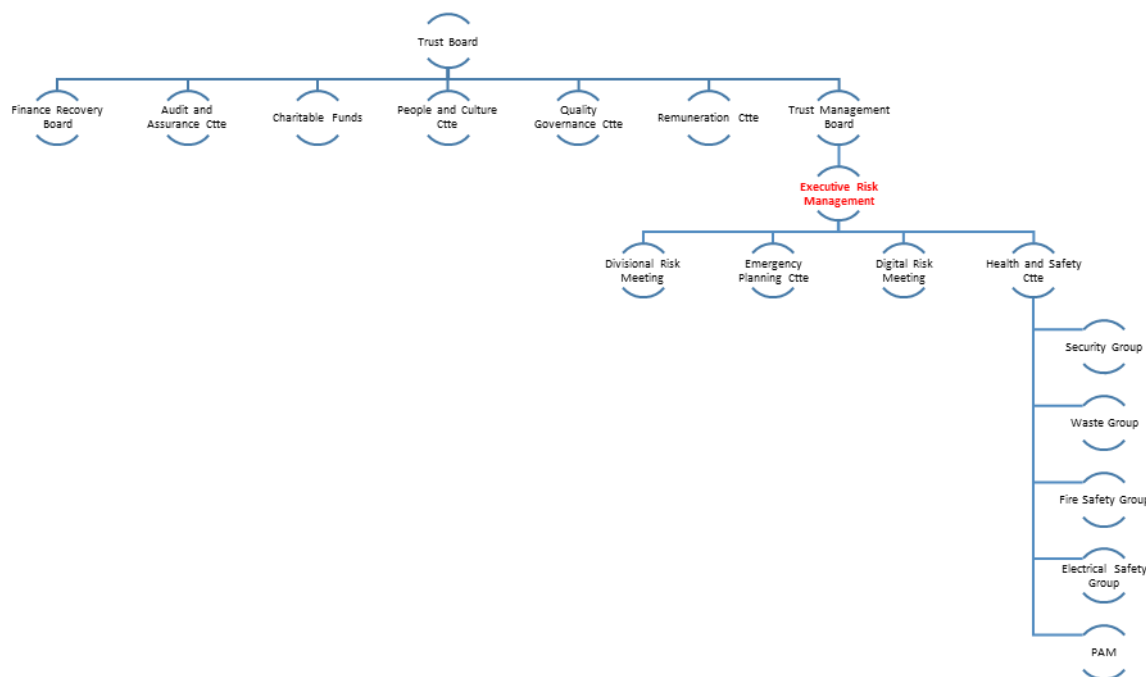 Trust Board
Finance Recovery
Board
Audit and
Assurance Ctte
Charitable Funds
People and Culture
Ctte
Quality
Governance Ctte
Remuneration Ctte
Trust Management
Board
Executive Risk
Management
Divisional Risk
Meeting
Emergency
Planning Ctte
Digital Risk
Meeting
Health and Safety
Ctte
Security Group
Waste Group
Fire Safety Group
Electrical Safety
Group
PAM